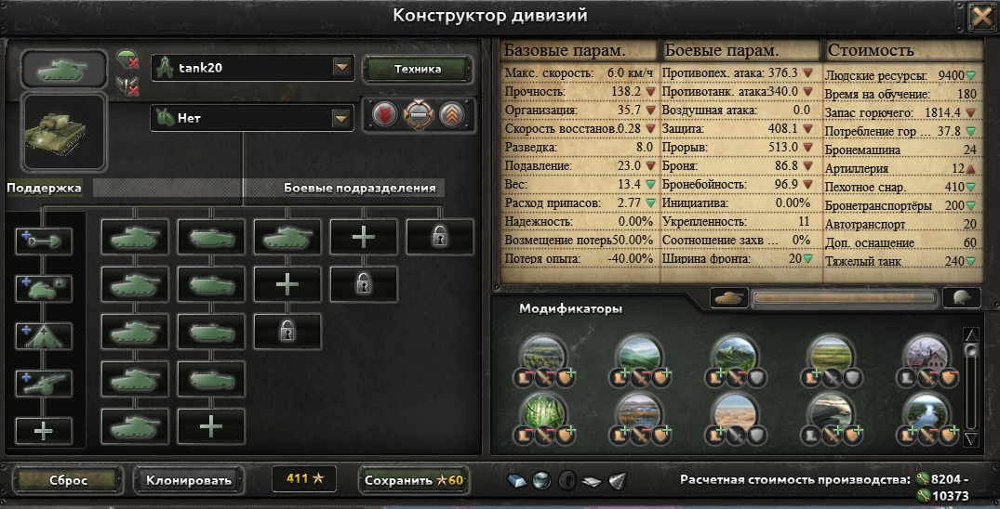 Конструктор дивизий
tank20
Техника
Нет
Поддержка
Боевые подразделения
Базовые парам.
Макс. скорость: 6.0 км/ч
Прочность: 138.2
Организация: 35.7
Скорость восстанов.0.28
Разведка: 8.0
Подавление: 23.0
Вес: 13.4
Расход припасов: 2.77
Надежность: 0.00%
Возмещение потерь50.00%
Потеря опыта: -40.00%
Боевые парам.
Противопех. атака: 376.3
Противотанк. атака:340.0
Воздушная атака: 0.0
Защита: 408.1
Прорыв: 513.0
Броня: 86.8
Бронебойность: 96.9
Инициатива: 0.00%
Укрепленность: 11
Соотношение захв ... 0%
Ширина фронта: 20
Стоимость
Людские ресурсы: 9400
Время на обучение: 180
Запас горючего: 1814.4
Потребление гор ... 37.8
Бронемашина 24
Артиллерия 12
Пехотное снар. 410
Бронетранспортёры 200
Автотранспорт 20
Доп. оснащение 60
Тяжелый танк 240
Модификаторы
Сброс
Клонировать
411
Сохранить 60
Расчетная стоимость производства: 8204 -
10373